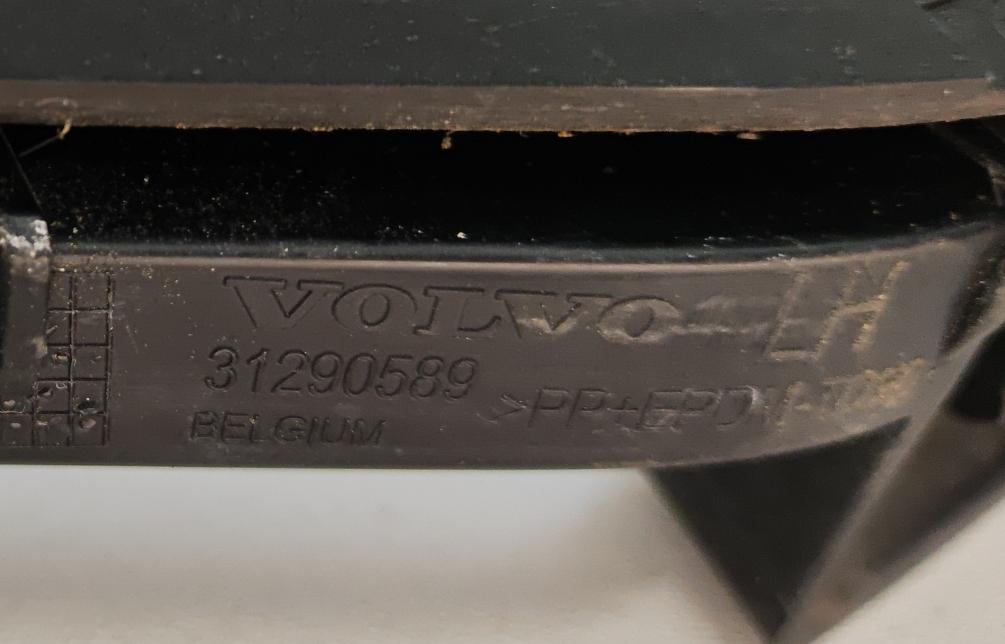 VOLVO LH
31290589
BELGIUM
>PP+EPDM-T